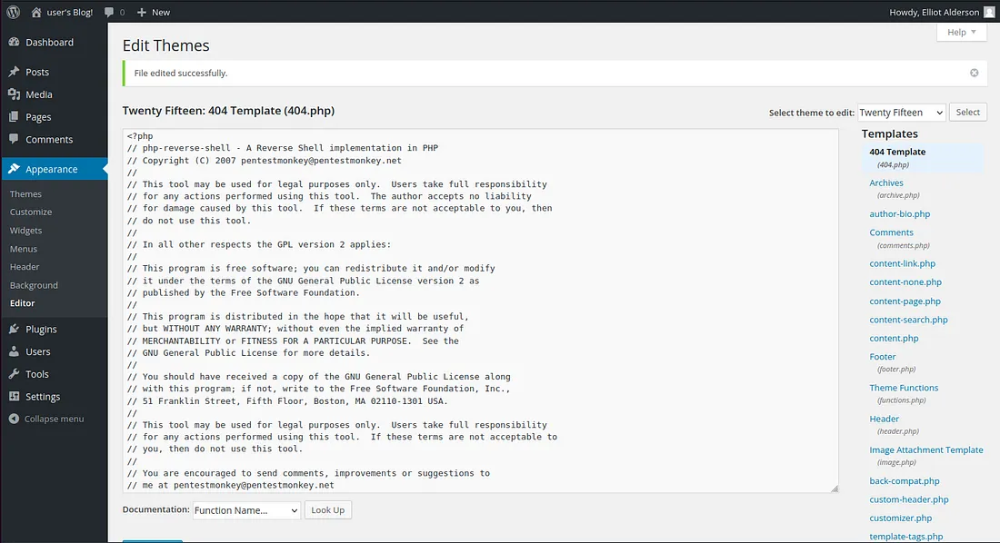 user's Blog!
0
New
Howdy, Elliot Alderson
Dashboard
Posts
Media
Pages
Comments
Appearance
Themes
Customize
Widgets
Menus
Header
Background
Editor
Plugins
Users
Tools
Settings
Collapse menu
Help
Edit Themes
File edited successfully.
Twenty Fifteen: 404 Template (404.php)
Select theme to edit: Twenty Fifteen Select
<?php
// php-reverse-shell - A Reverse Shell implementation in PHP
// Copyright (C) 2007 pentestmonkey@pentestmonkey.net
//
// This tool may be used for legal purposes only.  Users take full responsibility
// for any actions performed using this tool.  The author accepts no liability
// for damage caused by this tool.  If these terms are not acceptable to you, then
// do not use this tool.
//
// In all other respects the GPL version 2 applies:
//
// This program is free software; you can redistribute it and/or modify
// it under the terms of the GNU General Public License version 2 as
// published by the Free Software Foundation.
//
// This program is distributed in the hope that it will be useful,
// but WITHOUT ANY WARRANTY; without even the implied warranty of
// MERCHANTABILITY or FITNESS FOR A PARTICULAR PURPOSE.  See the
// GNU General Public License for more details.
//
// You should have received a copy of the GNU General Public License along
// with this program; if not, write to the Free Software Foundation, Inc.,
// 51 Franklin Street, Fifth Floor, Boston, MA 02110-1301 USA.
//
// This tool may be used for legal purposes only.  Users take full responsibility
// for any actions performed using this tool.  If these terms are not acceptable to
// you, then do not use this tool.
//
// You are encouraged to send comments, improvements or suggestions to
// me at pentestmonkey@pentestmonkey.net
Documentation: Function Name... Look Up
Templates
404 Template
(404.php)
Archives
(archive.php)
author-bio.php
Comments
(comments.php)
content-link.php
content-none.php
content-page.php
content-search.php
content.php
Footer
(footer.php)
Theme Functions
(functions.php)
Header
(header.php)
Image Attachment Template
(image.php)
back-compat.php
custom-header.php
customizer.php
template-tags.php